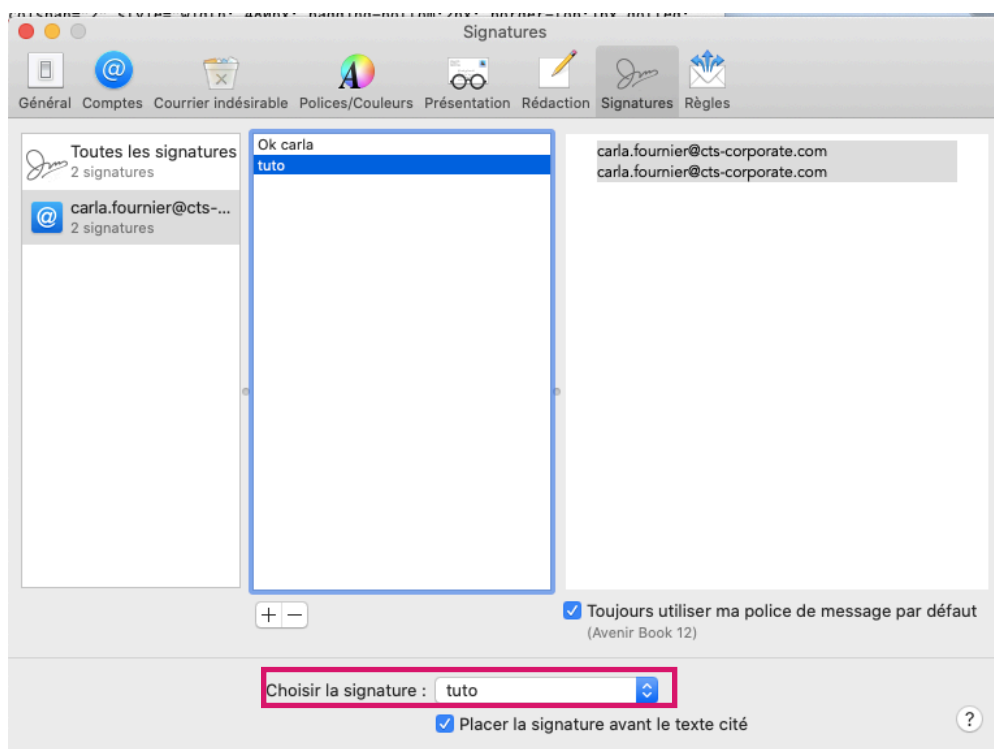 Signatures
Général Comptes Courrier indésirable Polices/Couleurs Présentation Rédaction Signatures Règles
Toutes les signatures
2 signatures
carla.fournier@cts-...
2 signatures
Ok carla
tuto
carla.fournier@cts-corporate.com
carla.fournier@cts-corporate.com
+ −
Toujours utiliser ma police de message par défaut
(Avenir Book 12)
Choisir la signature : tuto
Placer la signature avant le texte cité
?